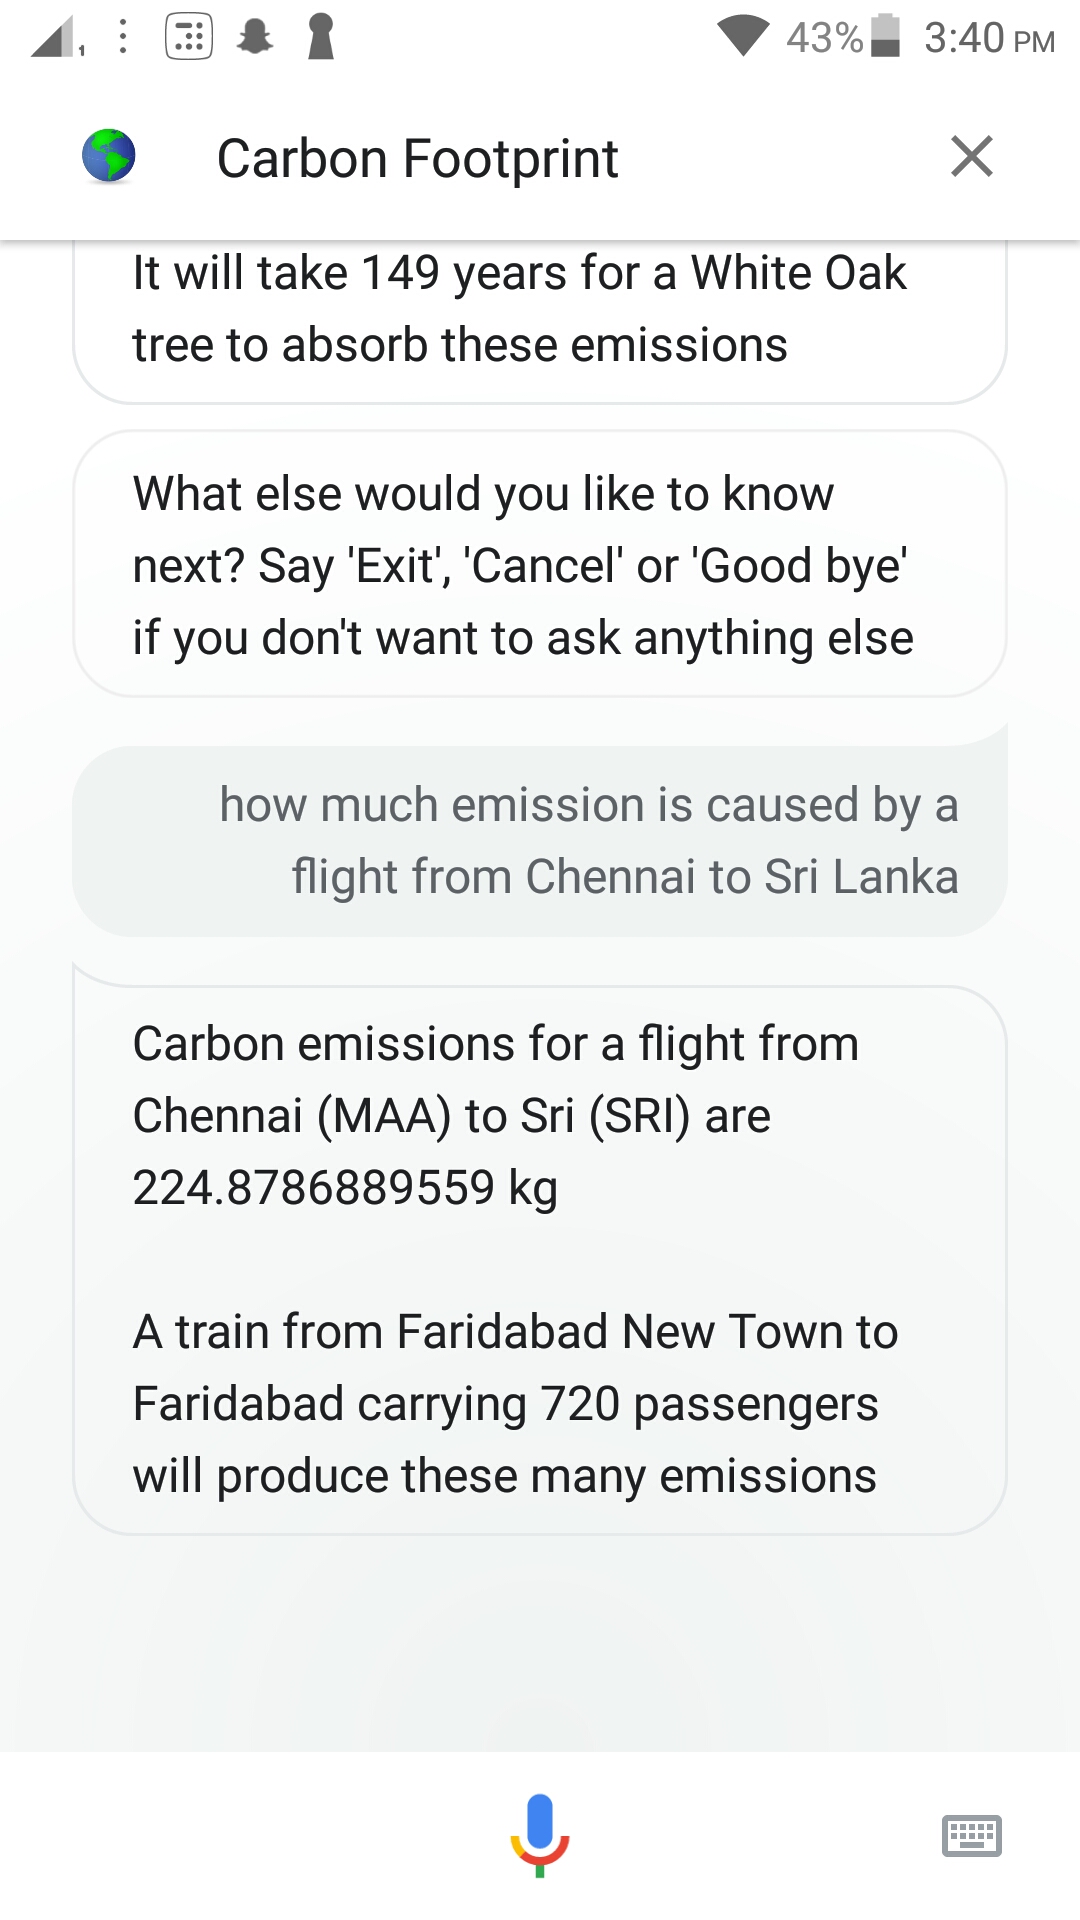 43% 3:40 PM
Carbon Footprint
It will take 149 years for a White Oak
tree to absorb these emissions
What else would you like to know
next? Say 'Exit', 'Cancel' or 'Good bye'
if you don't want to ask anything else
how much emission is caused by a
flight from Chennai to Sri Lanka
Carbon emissions for a flight from
Chennai (MAA) to Sri (SRI) are
224.8786889559 kg
A train from Faridabad New Town to
Faridabad carrying 720 passengers
will produce these many emissions